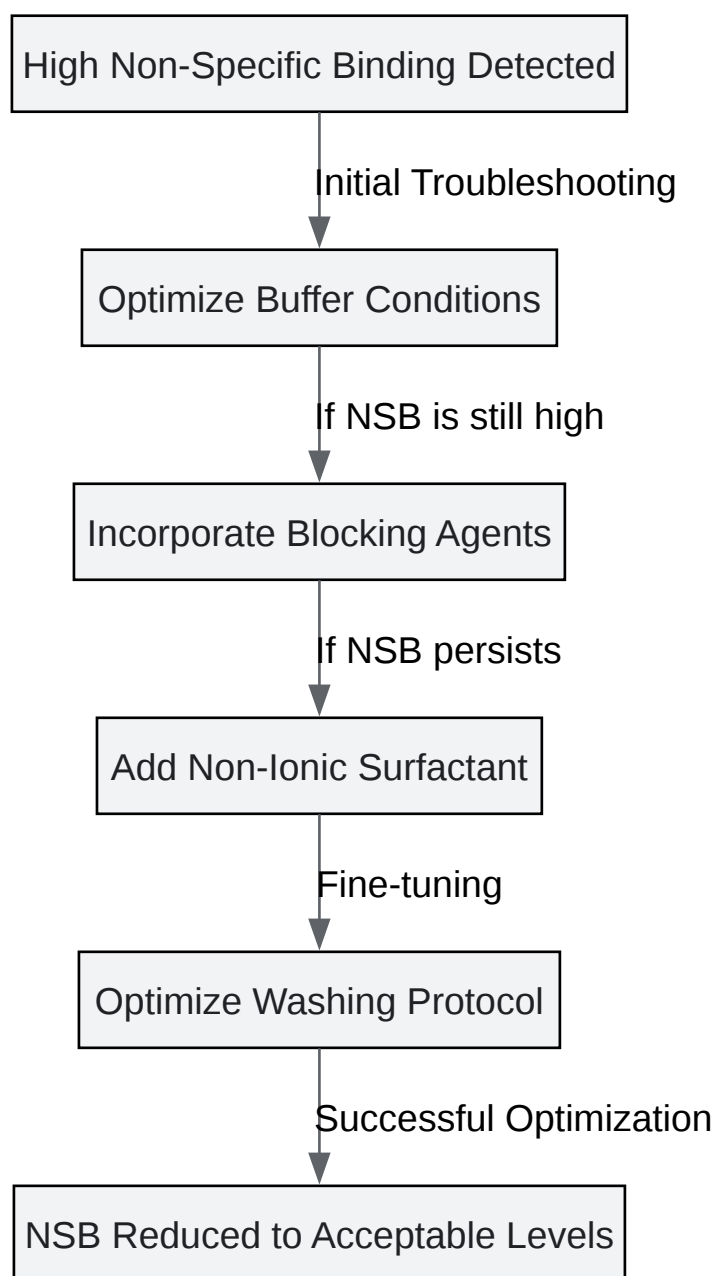 High Non-Specific Binding Detected
Initial Troubleshooting
Optimize Buffer Conditions
If NSB is still high
Incorporate Blocking Agents
If NSB persists
Add Non-Ionic Surfactant
Fine-tuning
Optimize Washing Protocol
Successful Optimization
NSB Reduced to Acceptable Levels